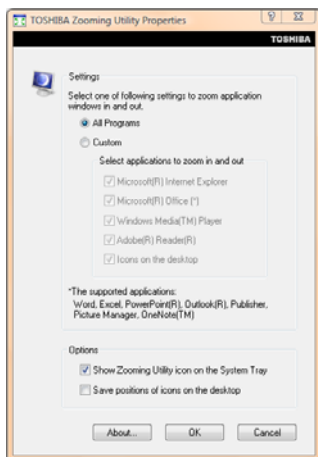 TOSHIBA Zooming Utility Properties
TOSHIBA
Settings
Select one of following settings to zoom application
windows in and out.
All Programs
Custom
Select applications to zoom in and out
Microsoft(R) Internet Explorer
Microsoft(R) Office (*)
Windows Media(TM) Player
Adobe(R) Reader(R)
Icons on the desktop
*The supported applications:
Word, Excel, PowerPoint(R), Outlook(R), Publisher,
Picture Manager, OneNote(TM)
Options
Show Zooming Utility icon on the System Tray
Save positions of icons on the desktop
About... OK Cancel